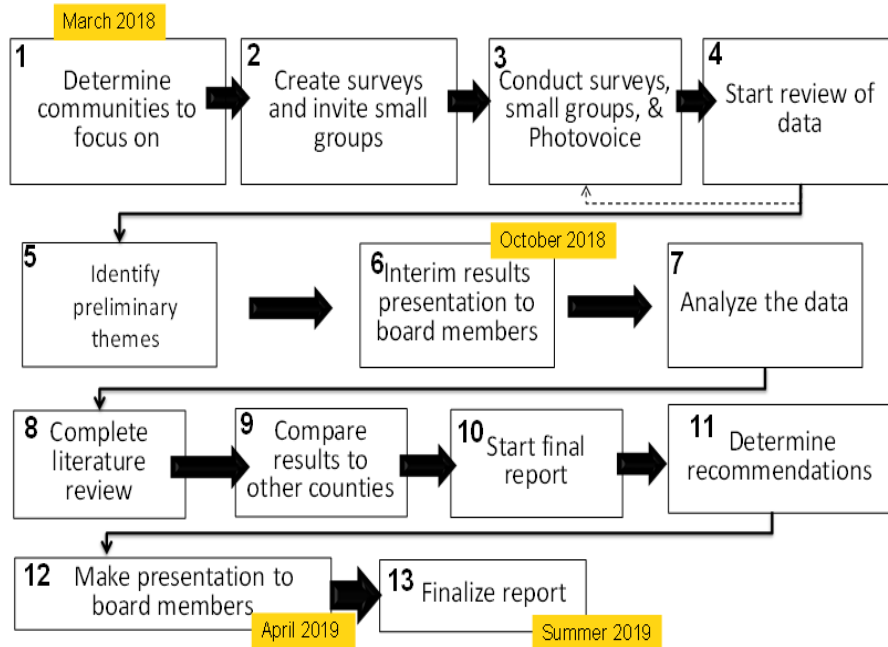 March 2018
1
Determine
communities to
focus on
2
Create surveys
and invite small
groups
3
Conduct surveys,
small groups, &
Photovoice
4
Start review of
data
5
Identify
preliminary
themes
October 2018
6
Interim results
presentation to
board members
7
Analyze the data
8
Complete
literature
review
9
Compare
results to
other counties
10
Start final
report
11
Determine
recommendations
12
Make presentation to
board members
April 2019
13
Finalize report
Summer 2019